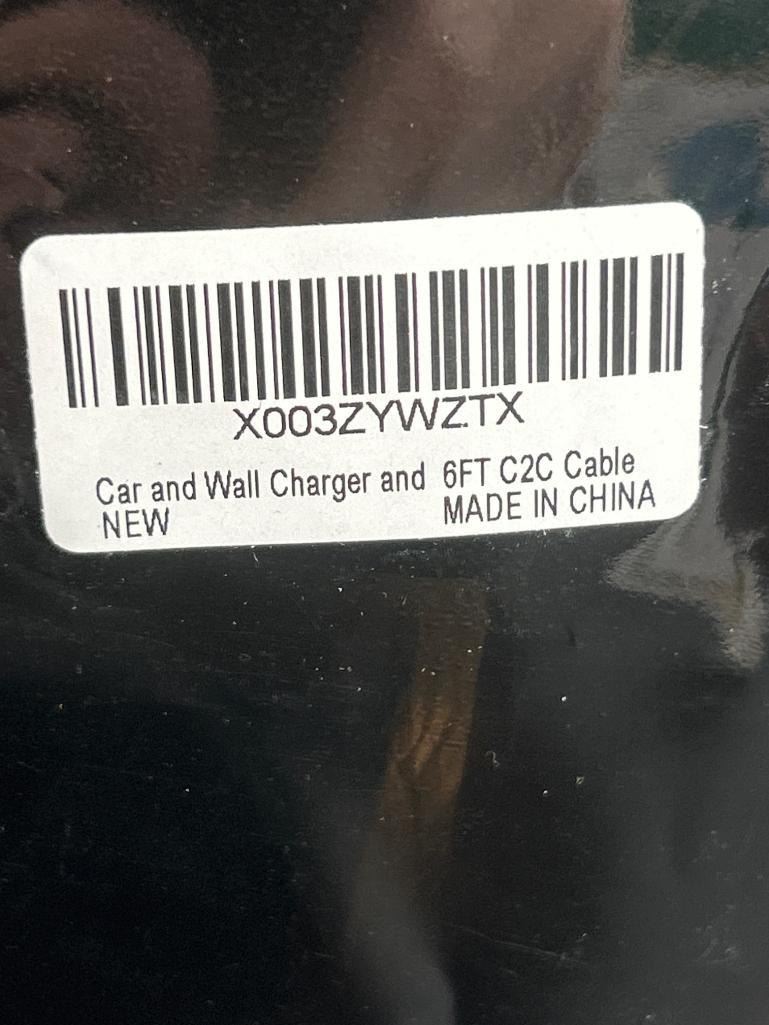 X003ZYWZTX
Car and Wall Charger and 6FT C2C Cable
NEW MADE IN CHINA